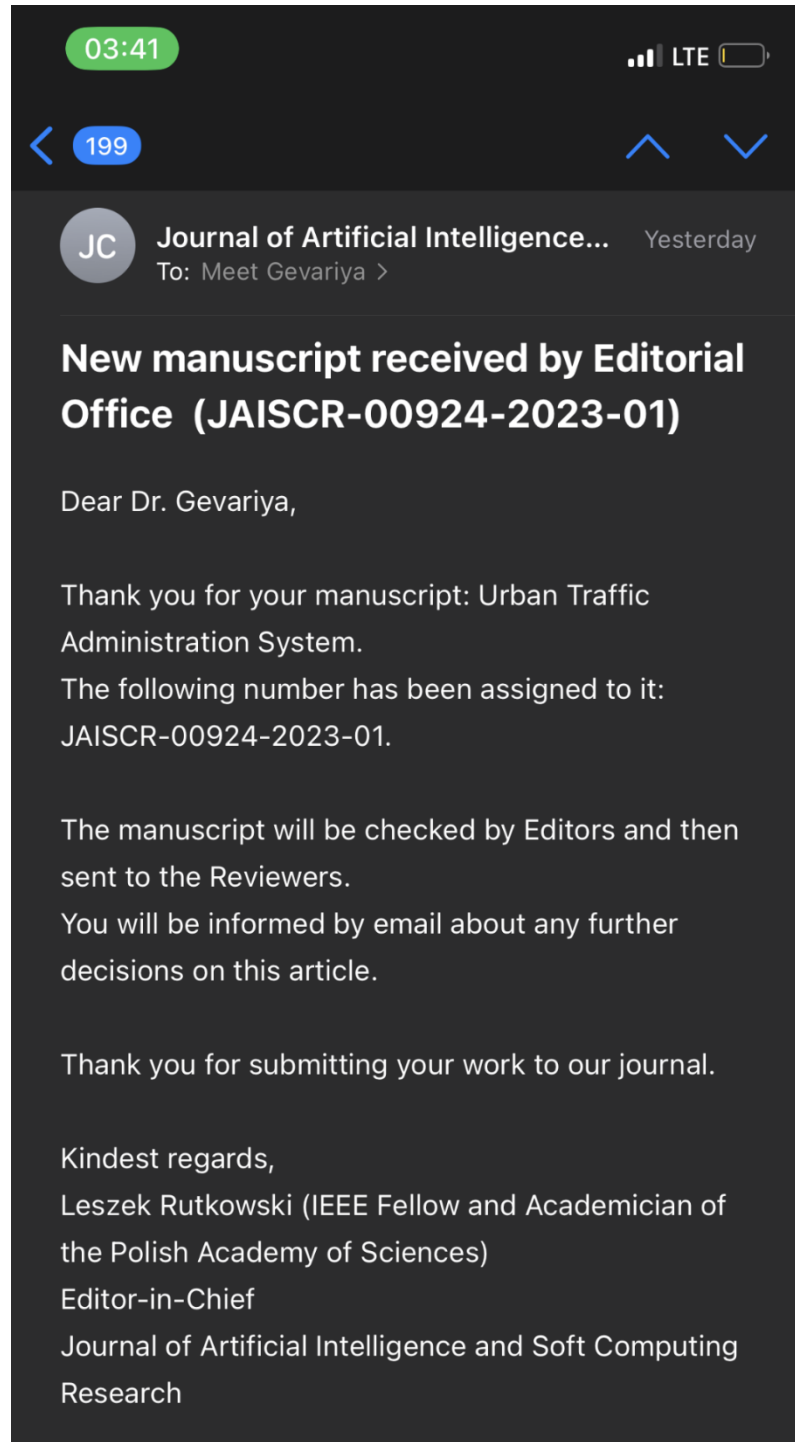 03:41
LTE
199
JC
Journal of Artificial Intelligence... Yesterday
To: Meet Gevariya >
New manuscript received by Editorial
Office (JAISCR-00924-2023-01)
Dear Dr. Gevariya,
Thank you for your manuscript: Urban Traffic
Administration System.
The following number has been assigned to it:
JAISCR-00924-2023-01.
The manuscript will be checked by Editors and then
sent to the Reviewers.
You will be informed by email about any further
decisions on this article.
Thank you for submitting your work to our journal.
Kindest regards,
Leszek Rutkowski (IEEE Fellow and Academician of
the Polish Academy of Sciences)
Editor-in-Chief
Journal of Artificial Intelligence and Soft Computing
Research